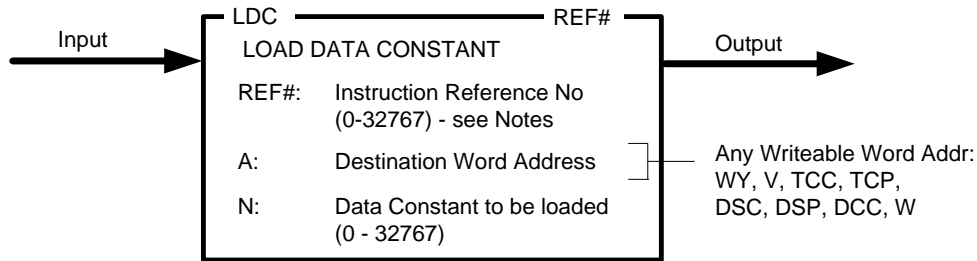 LDC REF#
Input
LOAD DATA CONSTANT
Output
REF#: Instruction Reference No
(0-32767) - see Notes
A: Destination Word Address
Any Writeable Word Addr:
WY, V, TCC, TCP,
DSC, DSP, DCC, W
N: Data Constant to be loaded
(0 - 32767)